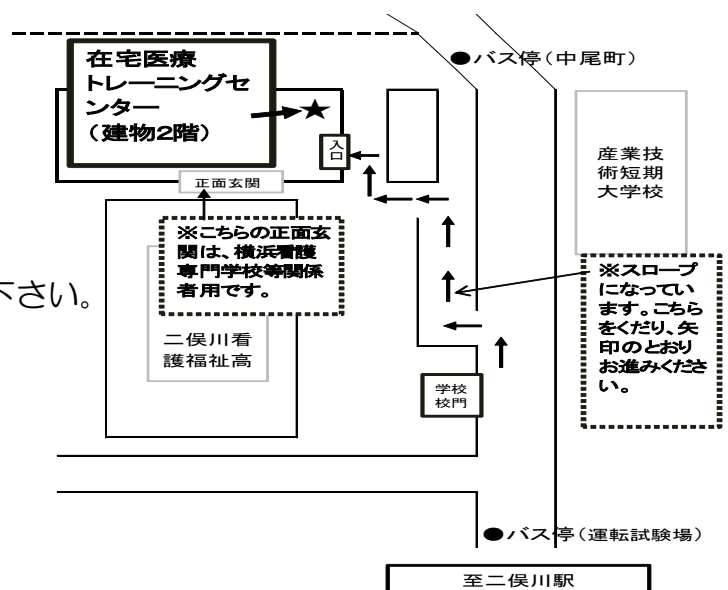 在宅医療
トレーニングセ
ンター
(建物2階)
★
入
口
正面玄関
※こちらの正面玄
関は、横浜看護
専門学校等関係
者用です。
下さい。
二俣川看
護福祉高
●バス停(中尾町)
産業技
術短期
大学校
※スロープ
になってい
ます。こちら
をくだり、矢
印のとおり
お進みくださ
い。
学校
校門
●バス停(運転試験場)
至二俣川駅